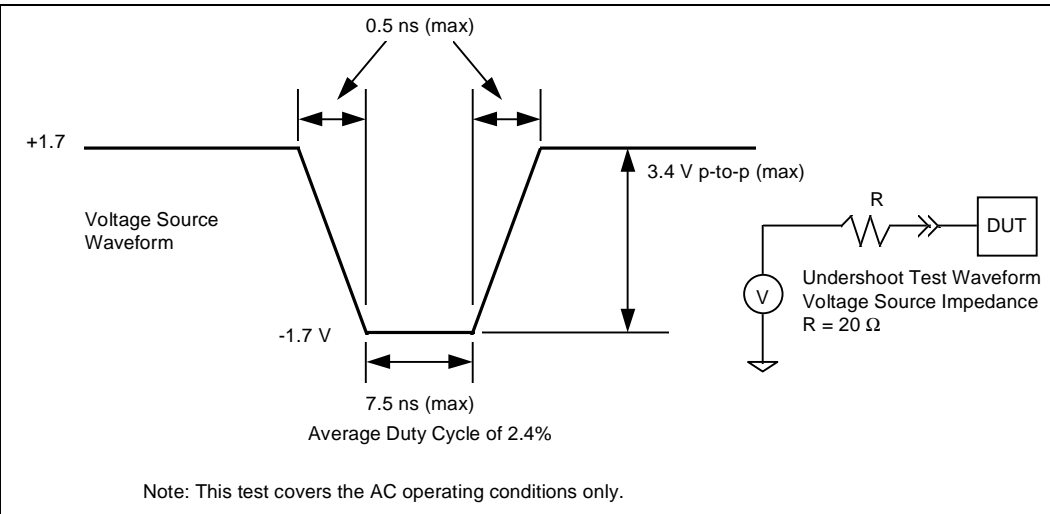 0.5 ns (max)
+1.7
3.4 V p-to-p (max)
Voltage Source
Waveform
R
DUT
V
Undershoot Test Waveform
Voltage Source Impedance
R = 20 Ω
-1.7 V
7.5 ns (max)
Average Duty Cycle of 2.4%
Note: This test covers the AC operating conditions only.